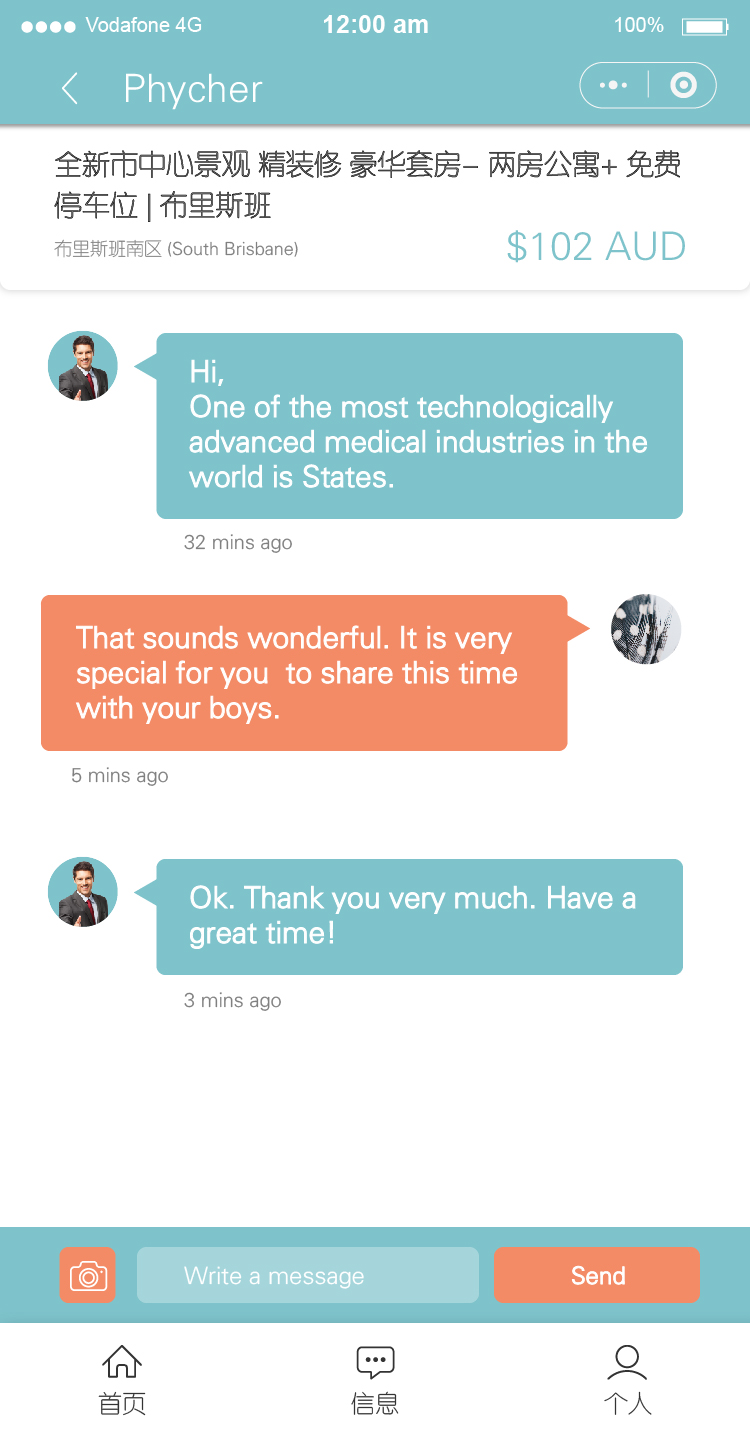 Vodafone 4G 12:00 am 100%
Phycher
全新市中心景观 精装修 豪华套房– 两房公寓+ 免费
停车位 | 布里斯班
布里斯班南区 (South Brisbane)
$102 AUD
Hi,
One of the most technologically
advanced medical industries in the
world is States.
32 mins ago
That sounds wonderful. It is very
special for you  to share this time
with your boys.
5 mins ago
Ok. Thank you very much. Have a
great time!
3 mins ago
Write a message
Send
首页 信息 个人